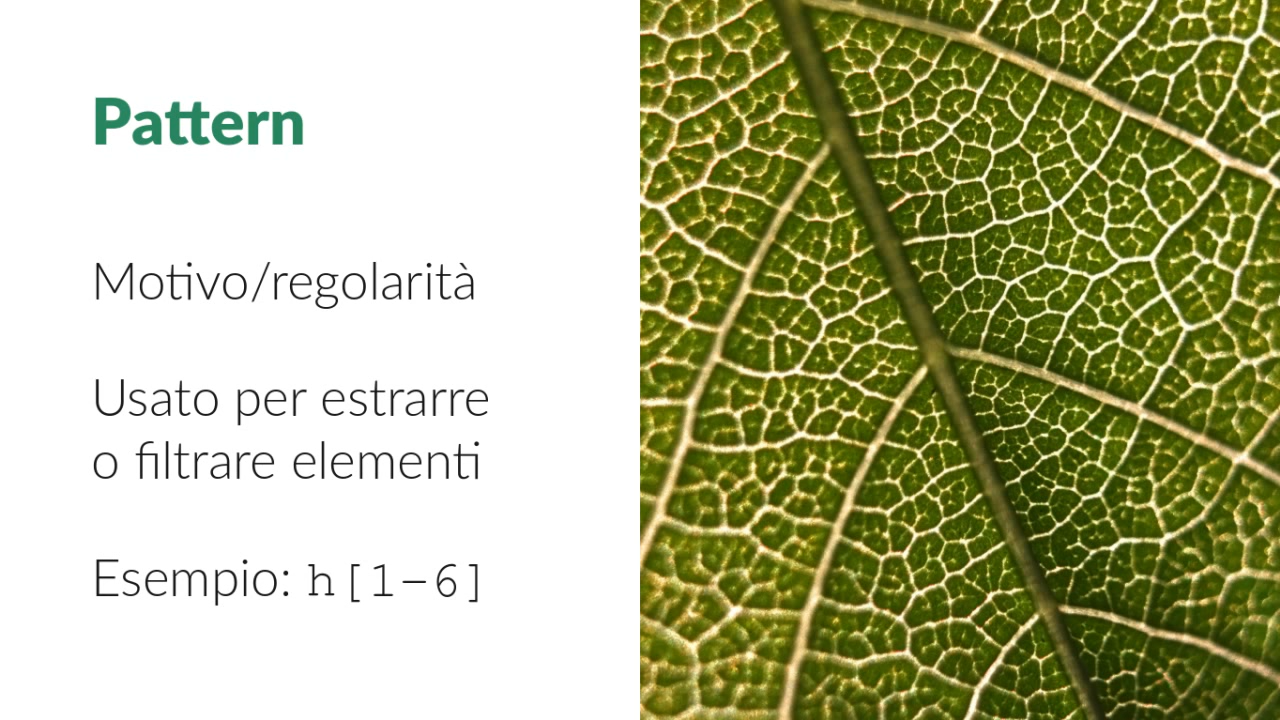 Pattern
Motivo/regolarità
Usato per estrarre
o filtrare elementi
Esempio: h[1-6]